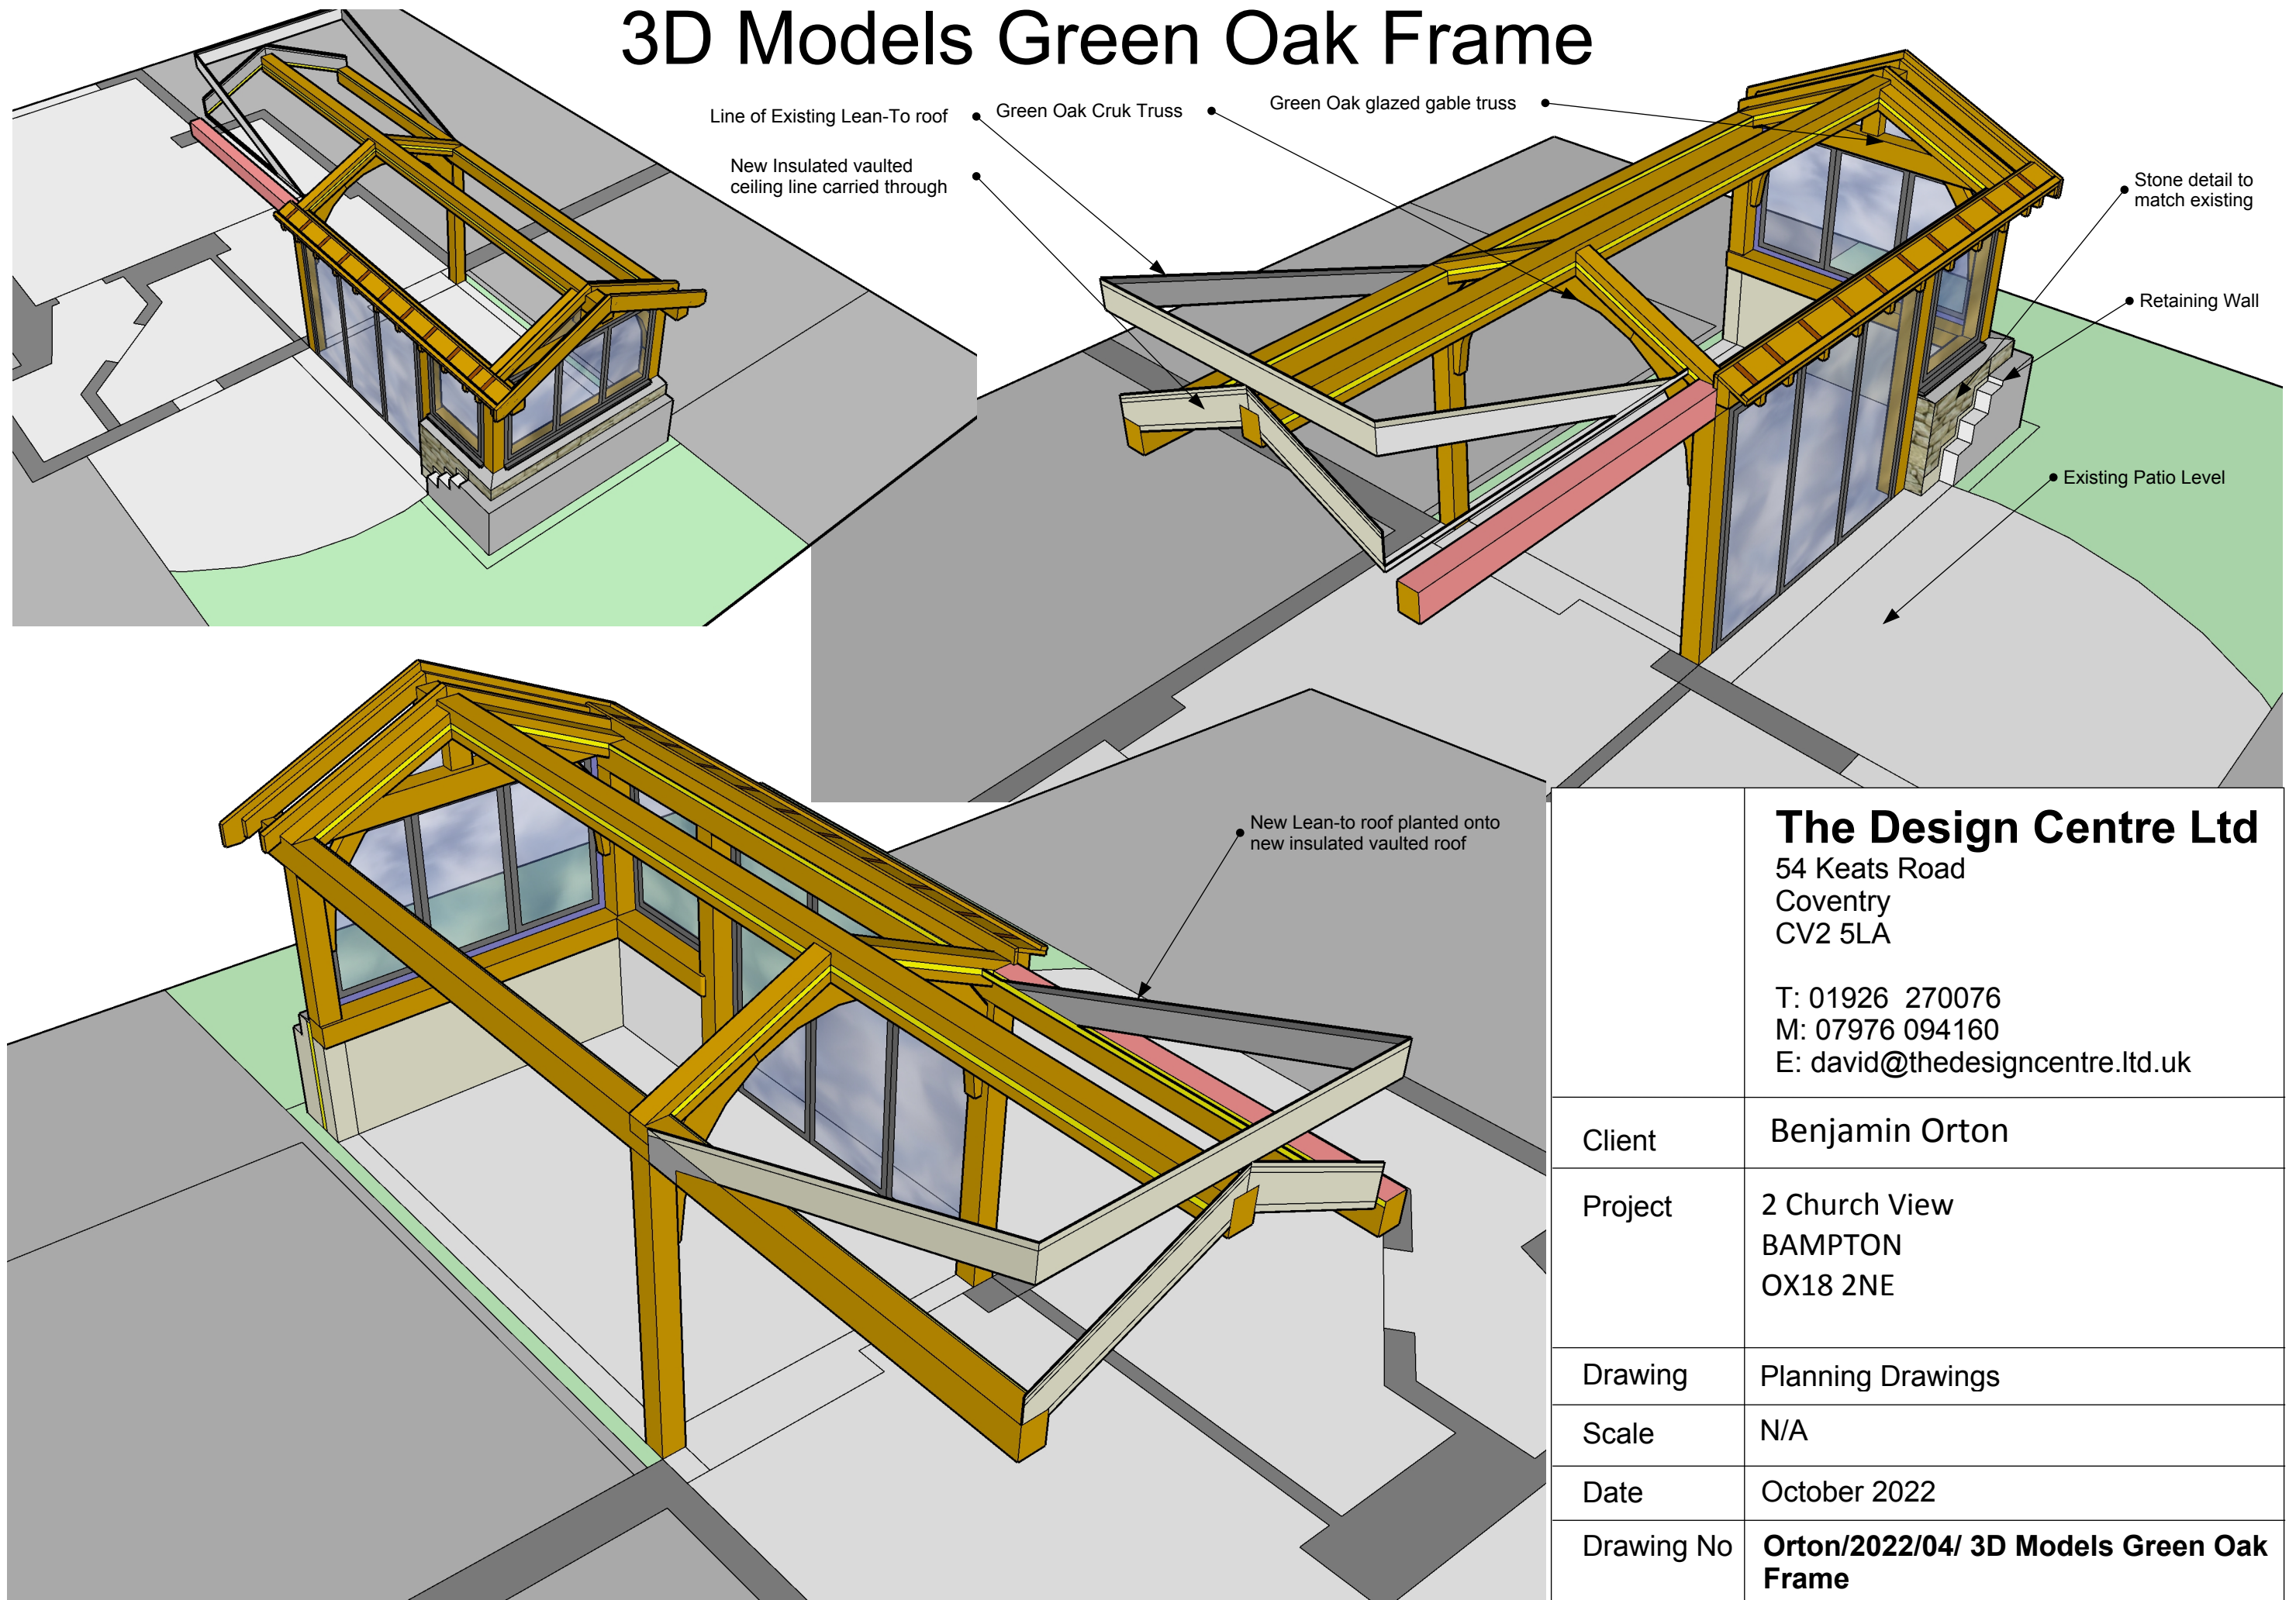 3D Models Green Oak Frame
Line of Existing Lean-To roof
Green Oak Cruk Truss
Green Oak glazed gable truss
New Insulated vaulted
ceiling line carried through
Stone detail to
match existing
Retaining Wall
Existing Patio Level
New Lean-to roof planted onto
new insulated vaulted roof
The Design Centre Ltd
54 Keats Road
Coventry
CV2 5LA
T: 01926 270076
M: 07976 094160
E: david@thedesigncentre.ltd.uk
Client Benjamin Orton
Project 2 Church View
BAMPTON
OX18 2NE
Drawing Planning Drawings
Scale N/A
Date October 2022
Drawing No Orton/2022/04/ 3D Models Green Oak
Frame